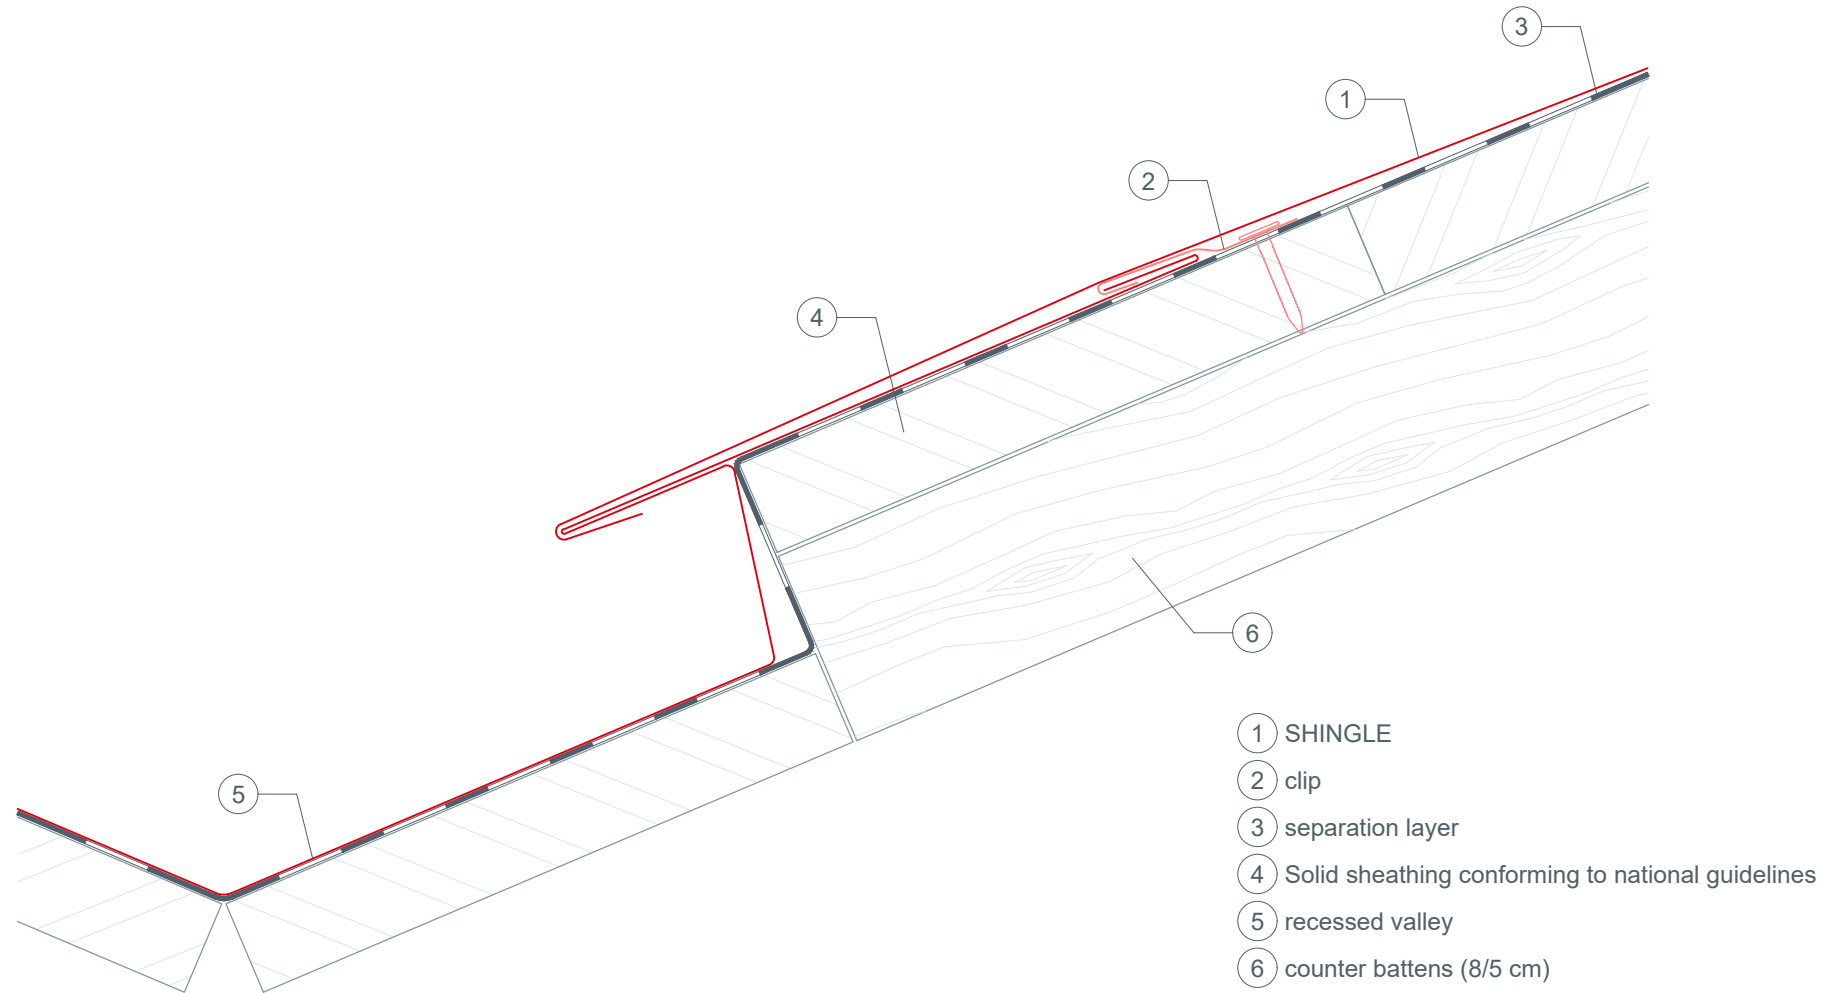 3
1
2
4
6
5
1 SHINGLE
2 clip
3 separation layer
4 Solid sheathing conforming to national guidelines
5 recessed valley
6 counter battens (8/5 cm)